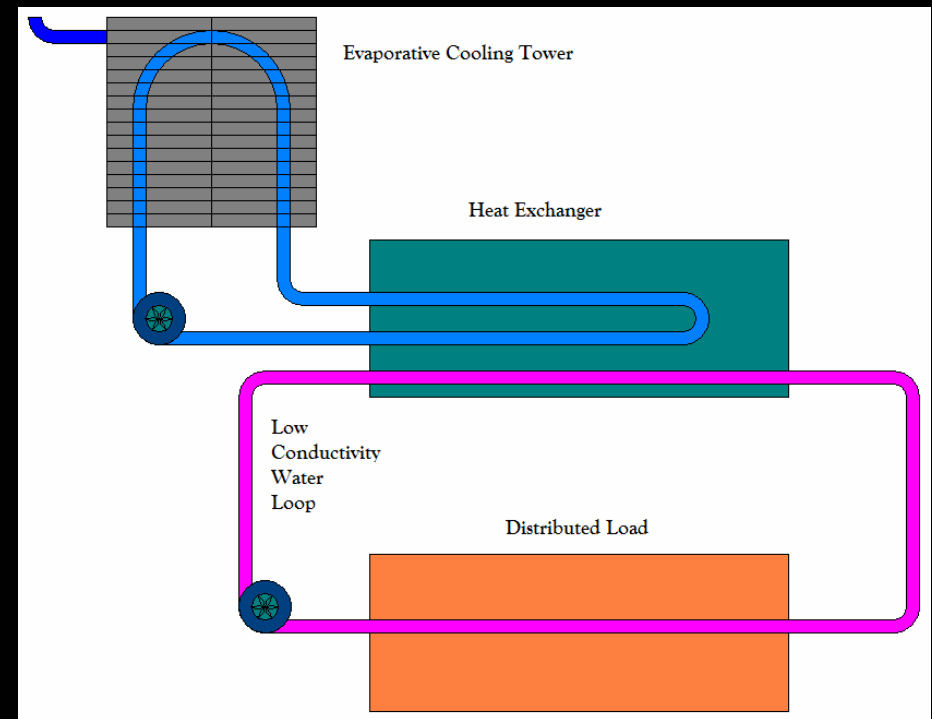 Evaporative Cooling Tower
Heat Exchanger
Low
Conductivity
Water
Loop
Distributed Load